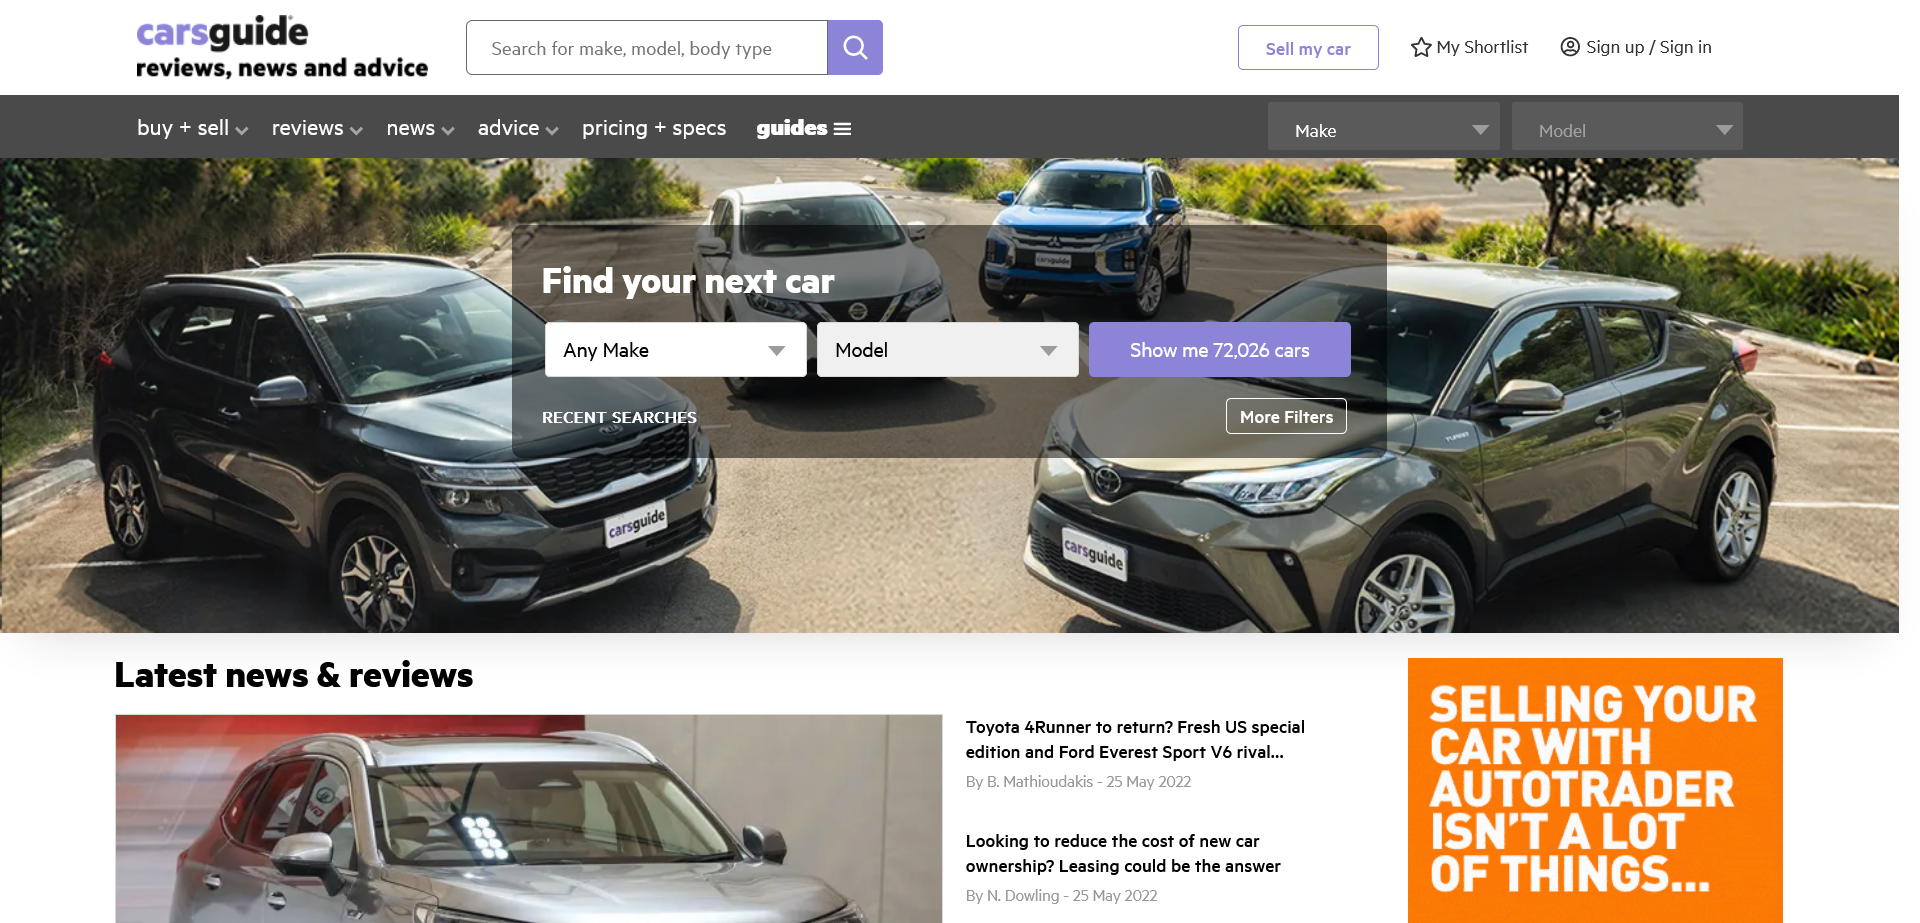 carsguide
reviews, news and advice
Search for make, model, body type
Sell my car
My Shortlist
Sign up / Sign in
buy + sell
reviews
news
advice
pricing + specs
guides
Make
Model
Find your next car
Any Make
Model
Show me 72,026 cars
RECENT SEARCHES
More Filters
carsguide
TURBO
carsguide
carsguide
Latest news & reviews
Toyota 4Runner to return? Fresh US special
edition and Ford Everest Sport V6 rival...
By B. Mathioudakis - 25 May 2022
Looking to reduce the cost of new car
ownership? Leasing could be the answer
By N. Dowling - 25 May 2022
SELLING YOUR
CAR WITH
AUTOTRADER
ISN'T A LOT
OF THINGS...